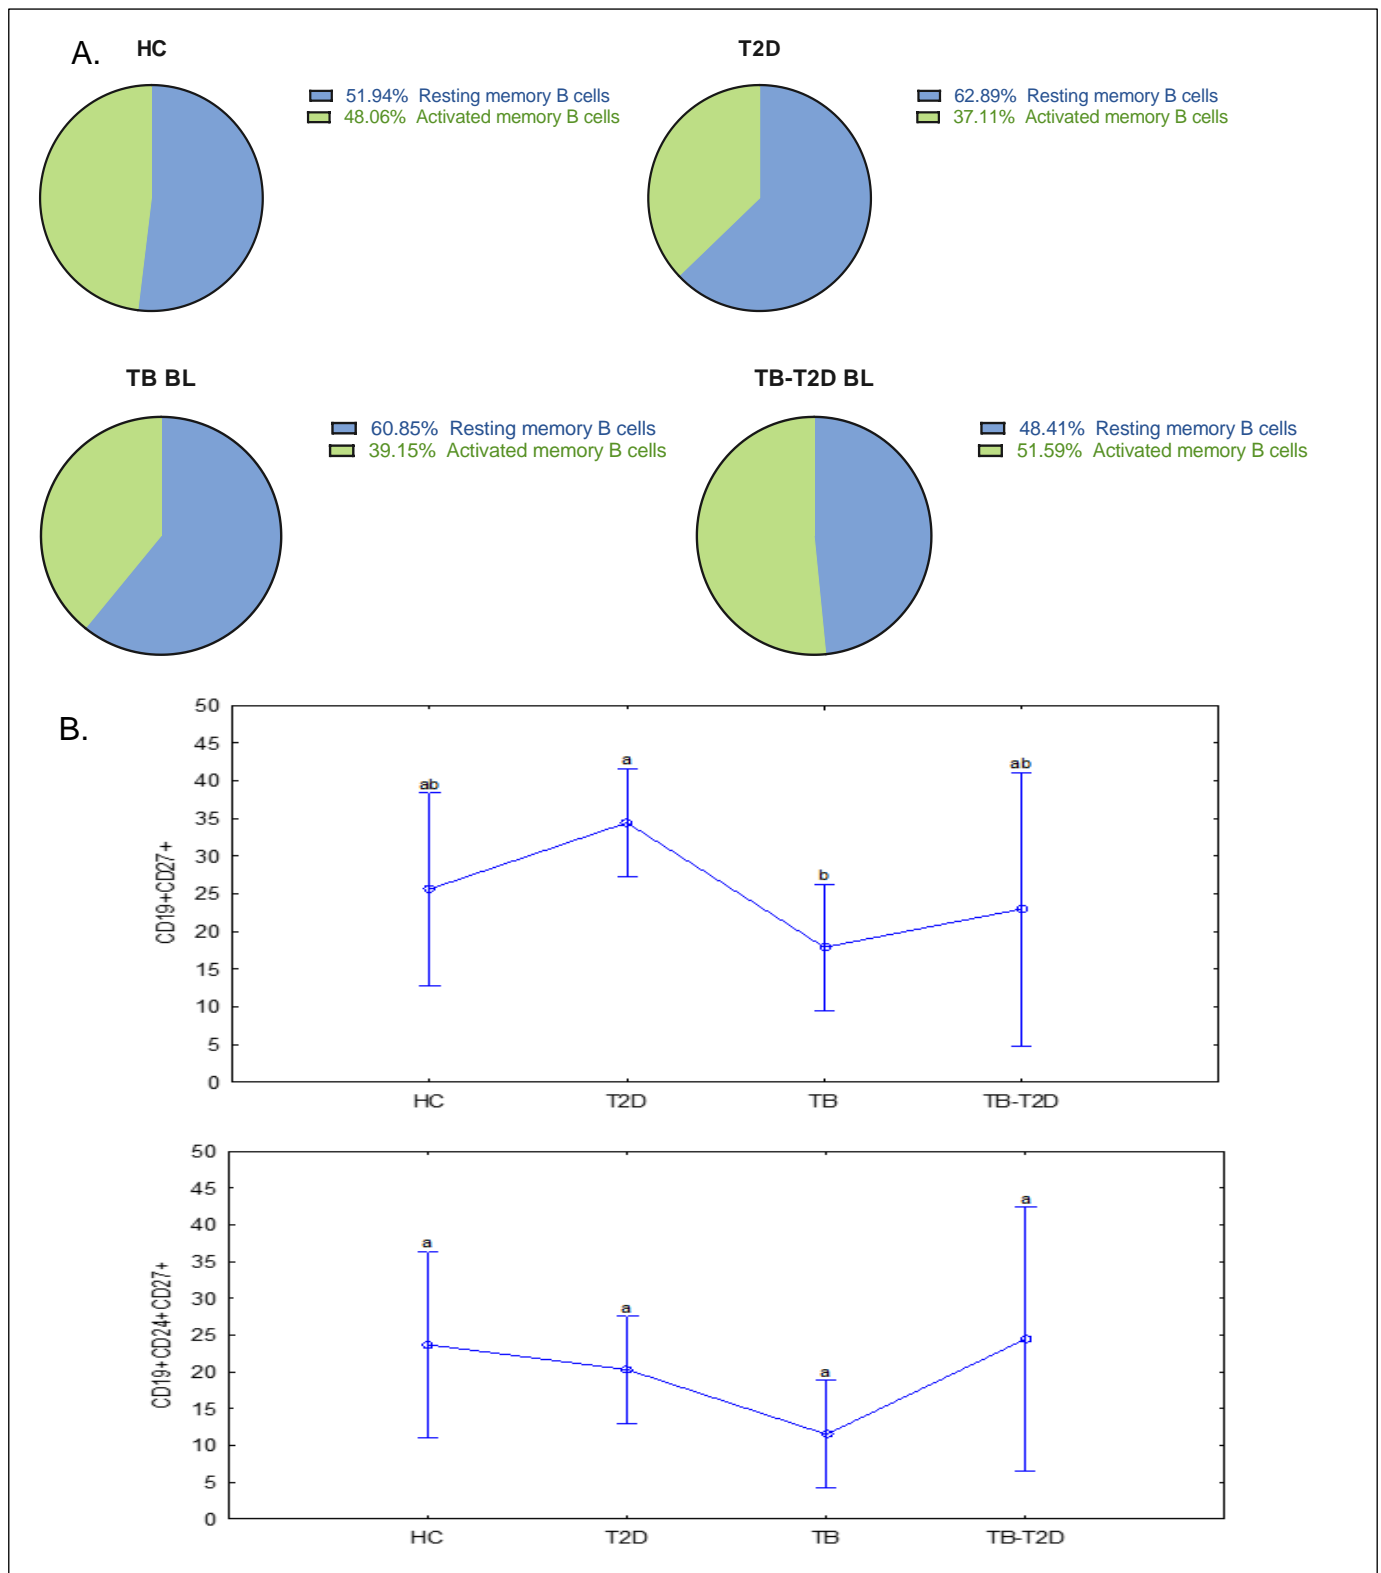 A.
HC
51.94% Resting memory B cells
48.06% Activated memory B cells
T2D
62.89% Resting memory B cells
37.11% Activated memory B cells
TB BL
60.85% Resting memory B cells
39.15% Activated memory B cells
TB-T2D BL
48.41% Resting memory B cells
51.59% Activated memory B cells
B.
CD19+CD27+
50
45
40
35
30
25
20
15
10
5
0
ab
a
b
ab
HC T2D TB TB-T2D
CD19+CD24+CD27+
50
45
40
35
30
25
20
15
10
5
0
a
a
a
a
HC T2D TB TB-T2D